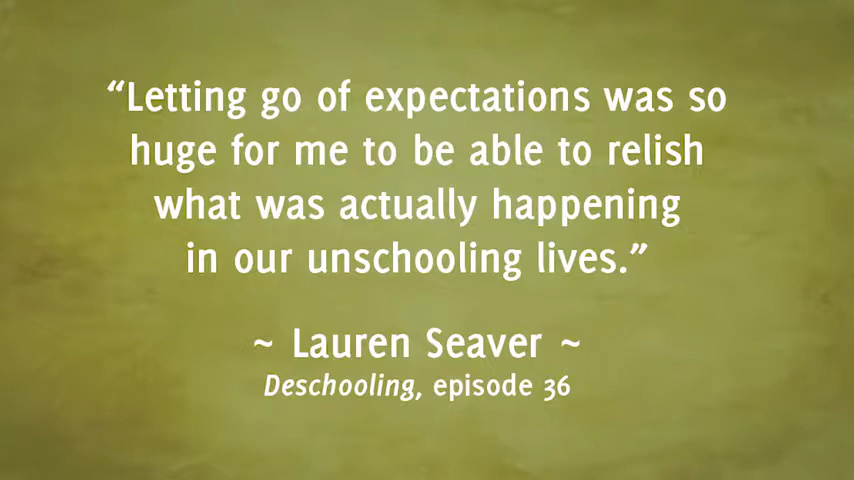 “Letting go of expectations was so
huge for me to be able to relish
what was actually happening
in our unschooling lives.”
~ Lauren Seaver ~
Deschooling, episode 36